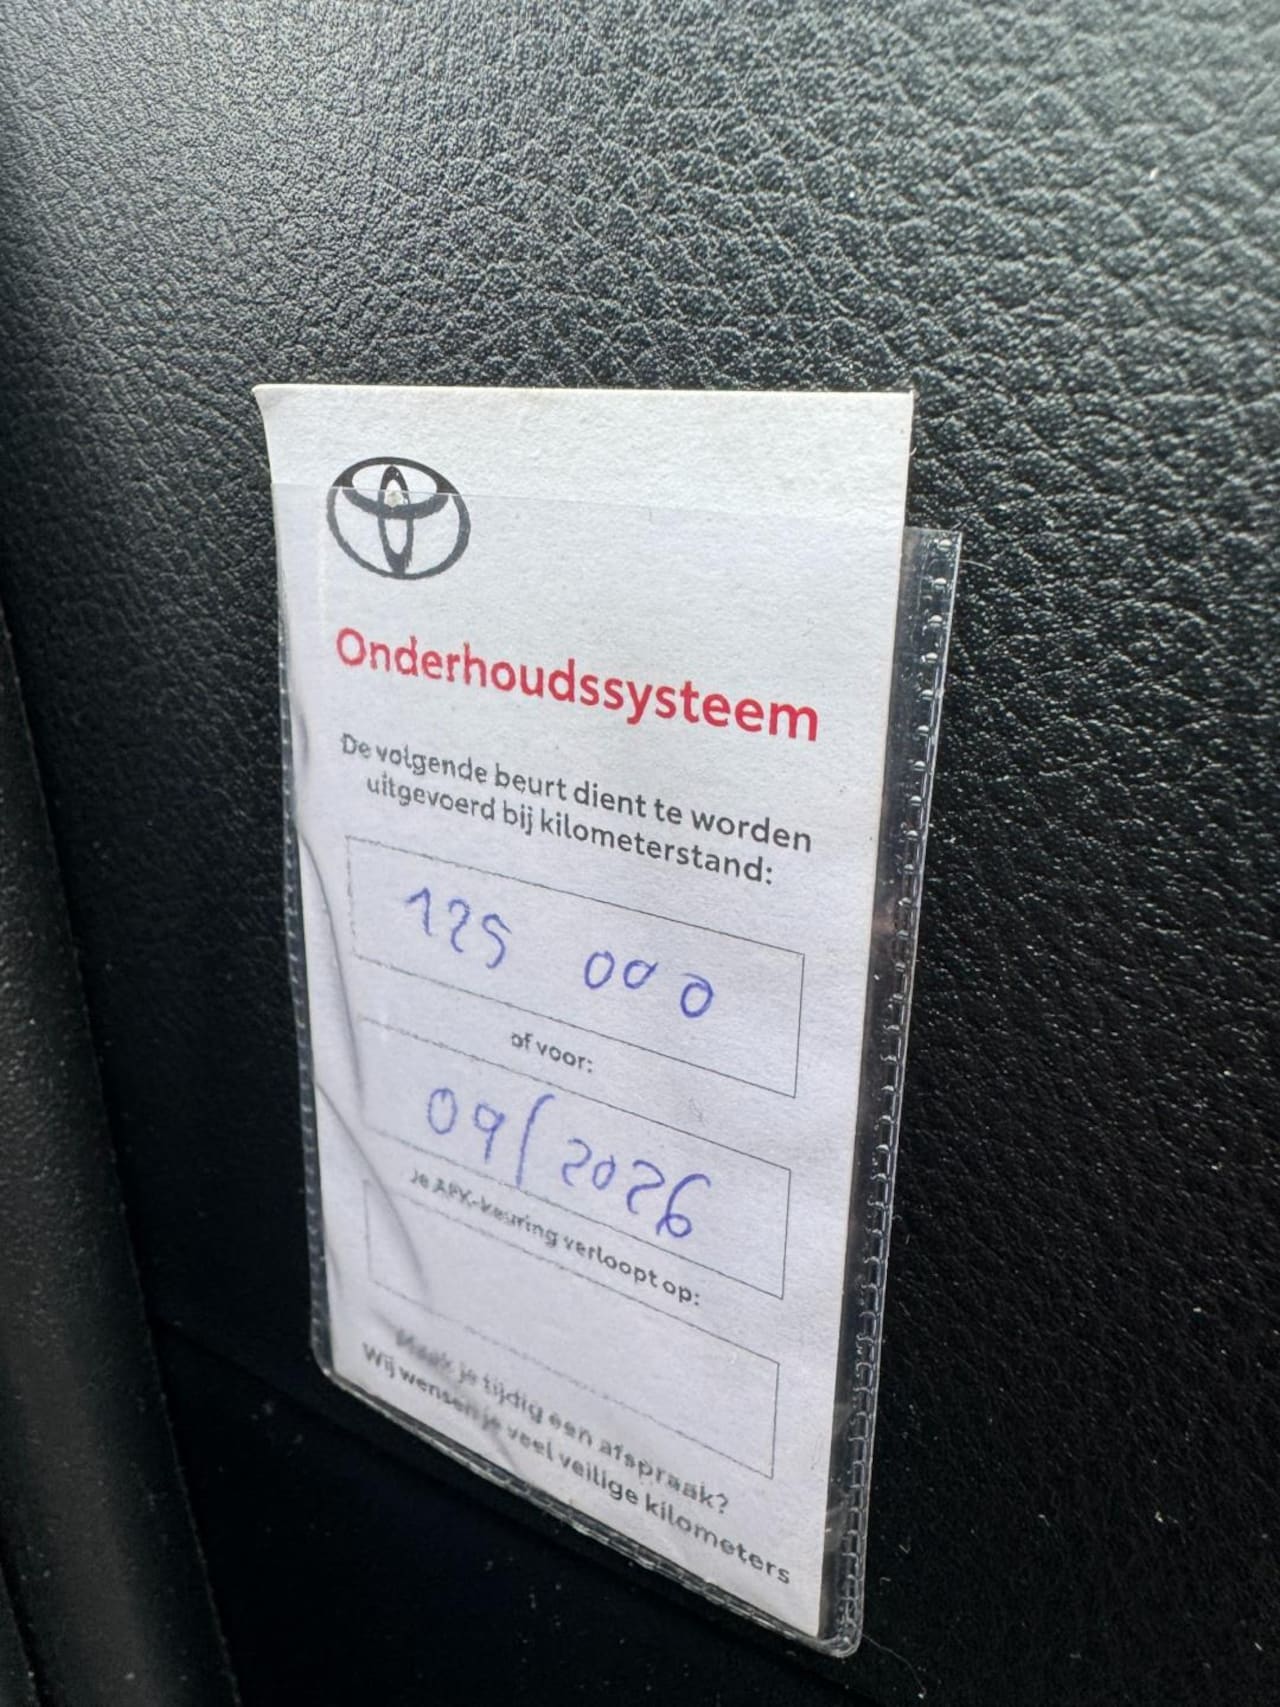 Onderhoudssysteem
De volgende beurt dient te worden
uitgevoerd bij kilometerstand:
125 000
of voor:
09/2026
Je APK-keuring verloopt op:
Maak je tijdig een afspraak?
Wij wensen je veel veilige kilometers